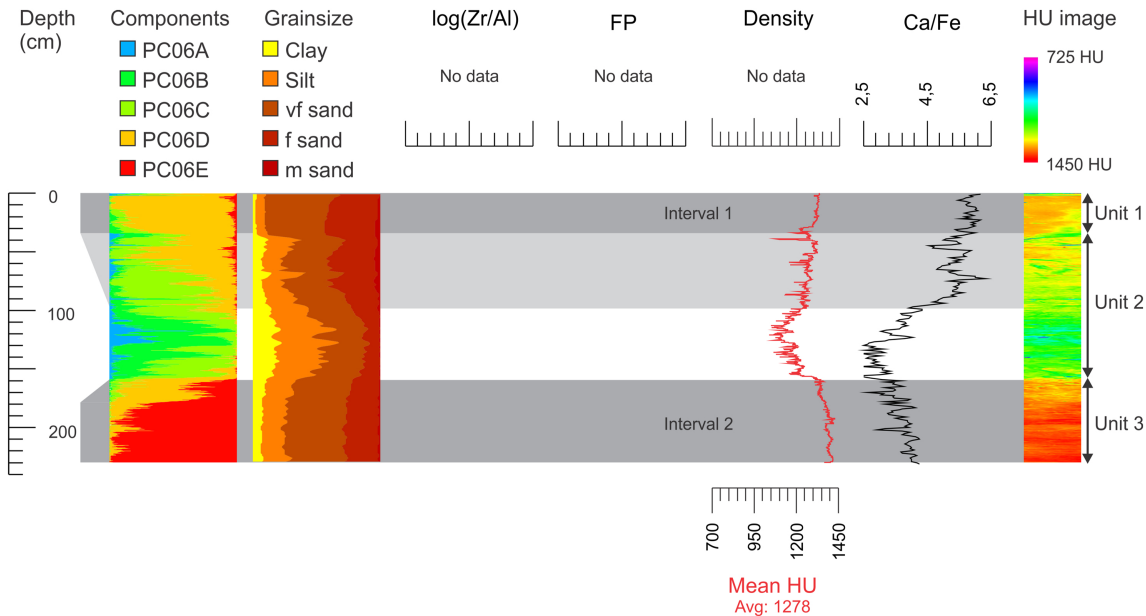 Depth
(cm)
Components
PC06A
PC06B
PC06C
PC06D
PC06E
Grainsize
Clay
Silt
vf sand
f sand
m sand
log(Zr/Al)
No data
FP
No data
Density
No data
Ca/Fe
2,5
4,5
6,5
HU image
725 HU
1450 HU
0
100
200
Interval 1
Interval 2
Unit 1
Unit 2
Unit 3
700
950
1200
1450
Mean HU
Avg: 1278